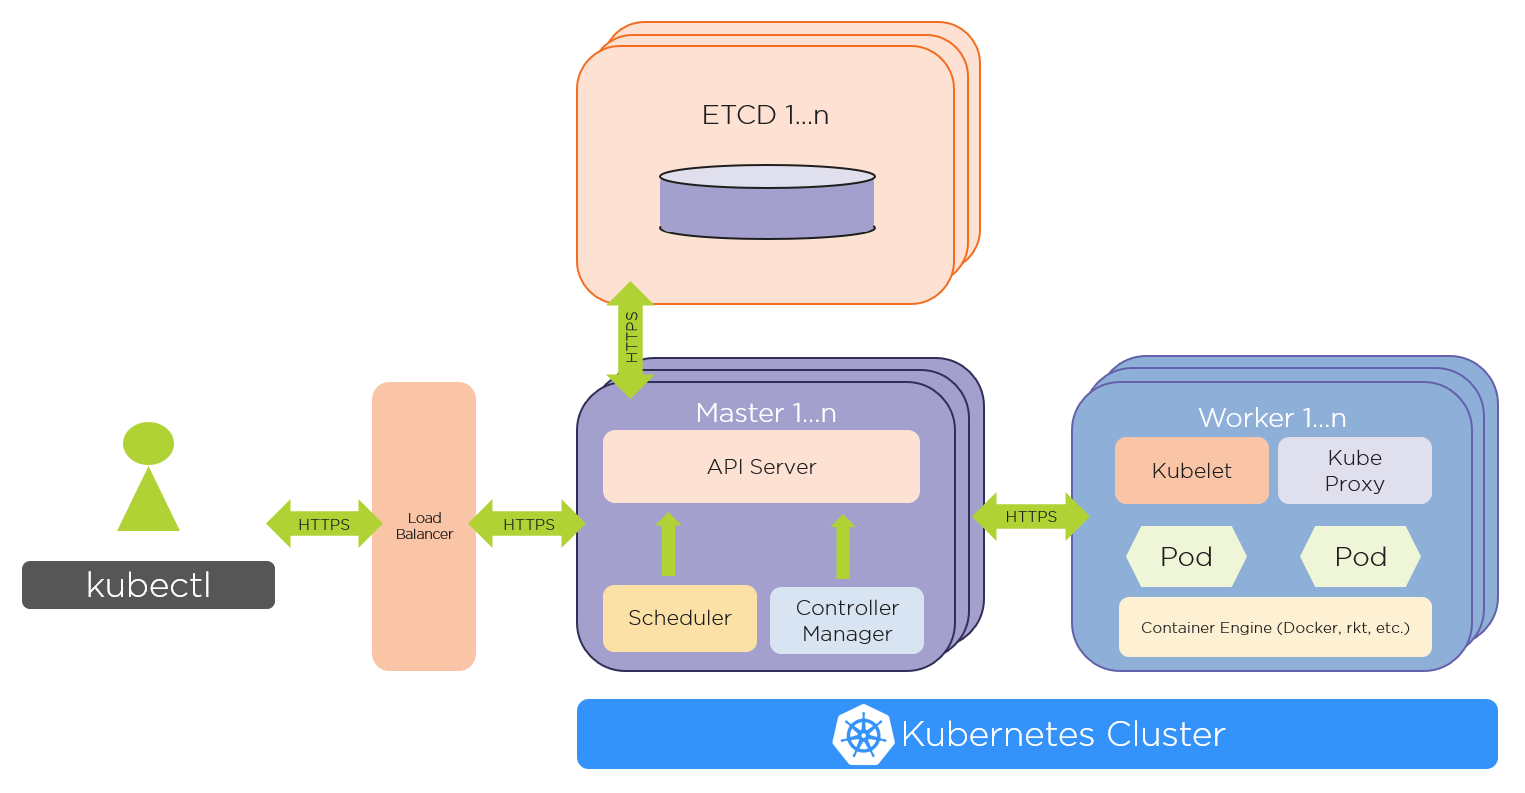 ETCD 1...n
HTTPS
Master 1...n
API Server
Scheduler
Controller
Manager
HTTPS
Load
Balancer
HTTPS
kubectl
HTTPS
Worker 1...n
Kubelet
Kube
Proxy
Pod
Pod
Container Engine (Docker, rkt, etc.)
Kubernetes Cluster